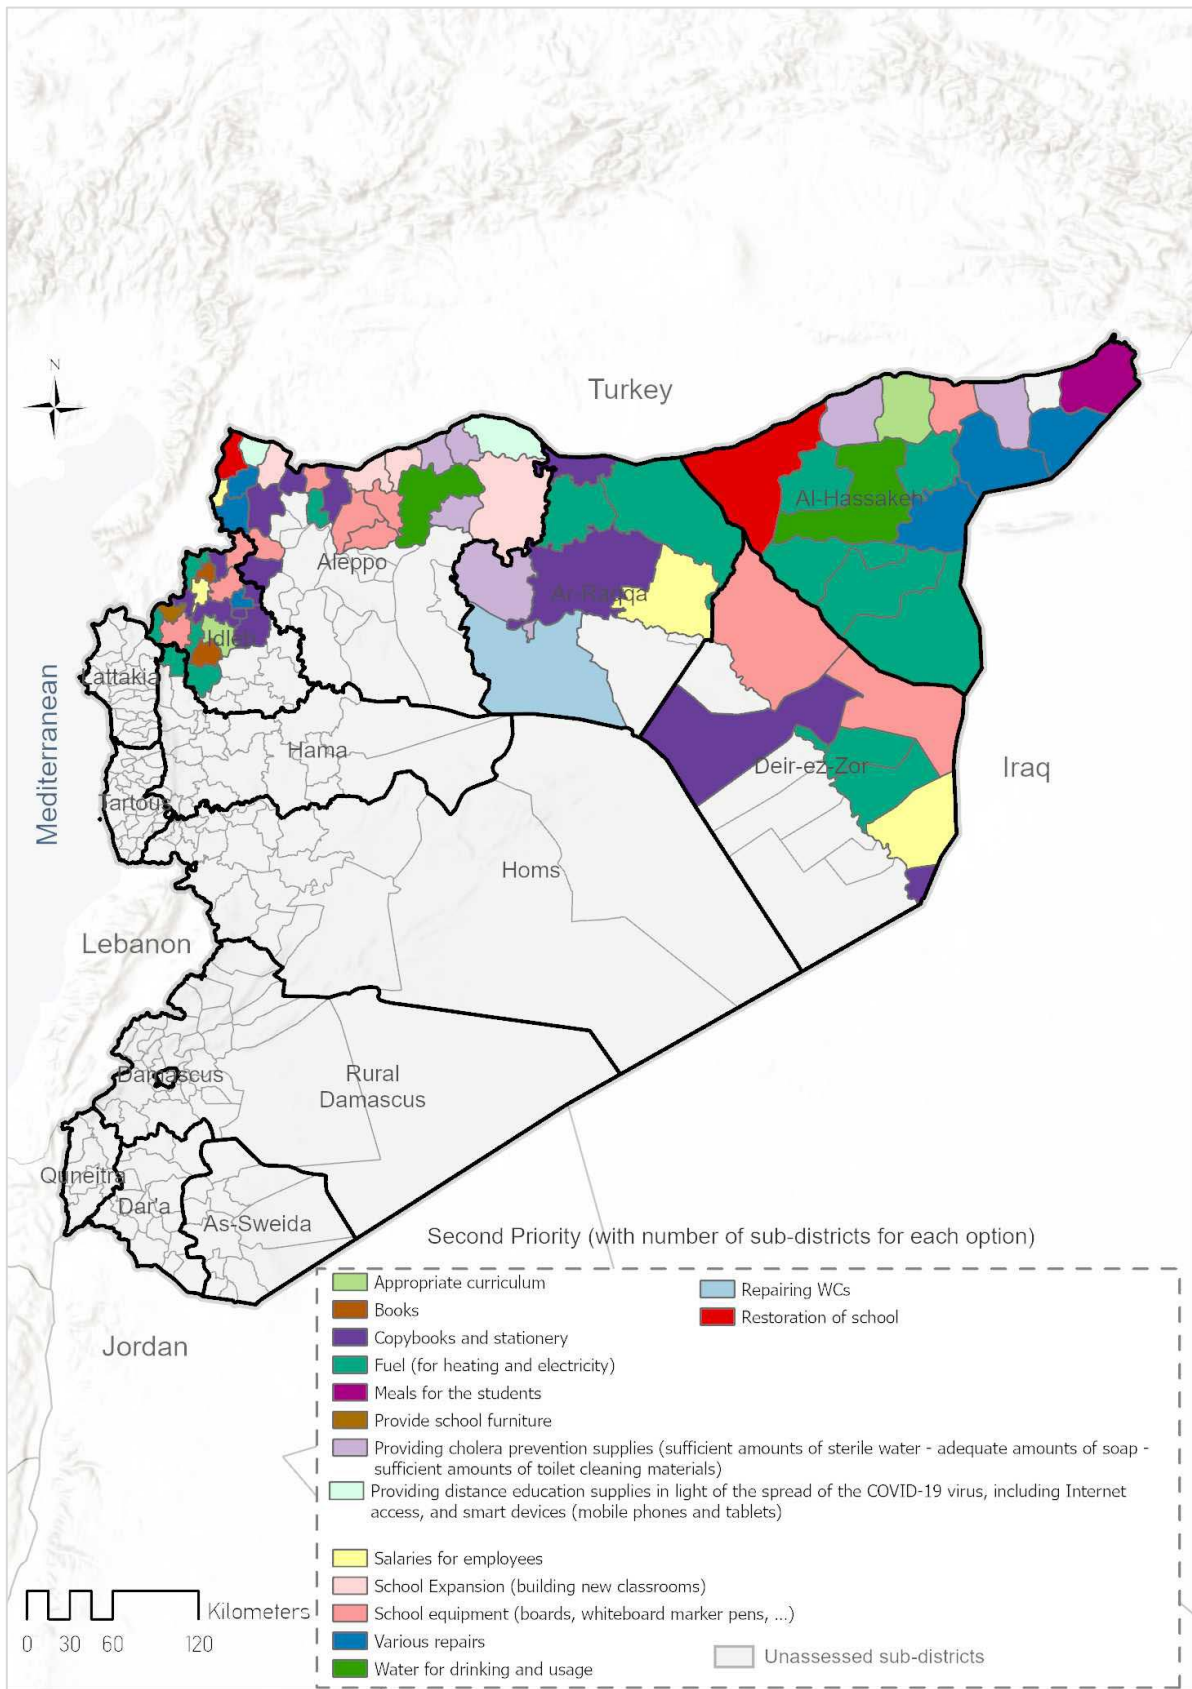 N
Turkey
Al-Hassakeh
Aleppo
Ar-Raqqa
Idleb
Lattakia
Mediterranean
Hama
Deir-ez-Zor
Iraq
Tartous
Homs
Lebanon
Damascus
Rural
Damascus
Quneitra
Dar'a
As-Sweida
Jordan
Second Priority (with number of sub-districts for each option)
Appropriate curriculum
Books
Copybooks and stationery
Fuel (for heating and electricity)
Meals for the students
Provide school furniture
Providing cholera prevention supplies (sufficient amounts of sterile water - adequate amounts of soap -
sufficient amounts of toilet cleaning materials)
Providing distance education supplies in light of the spread of the COVID-19 virus, including Internet
access, and smart devices (mobile phones and tablets)
Salaries for employees
School Expansion (building new classrooms)
School equipment (boards, whiteboard marker pens, ...)
Various repairs
Water for drinking and usage
Repairing WCs
Restoration of school
Unassessed sub-districts
Kilometers
0 30 60 120